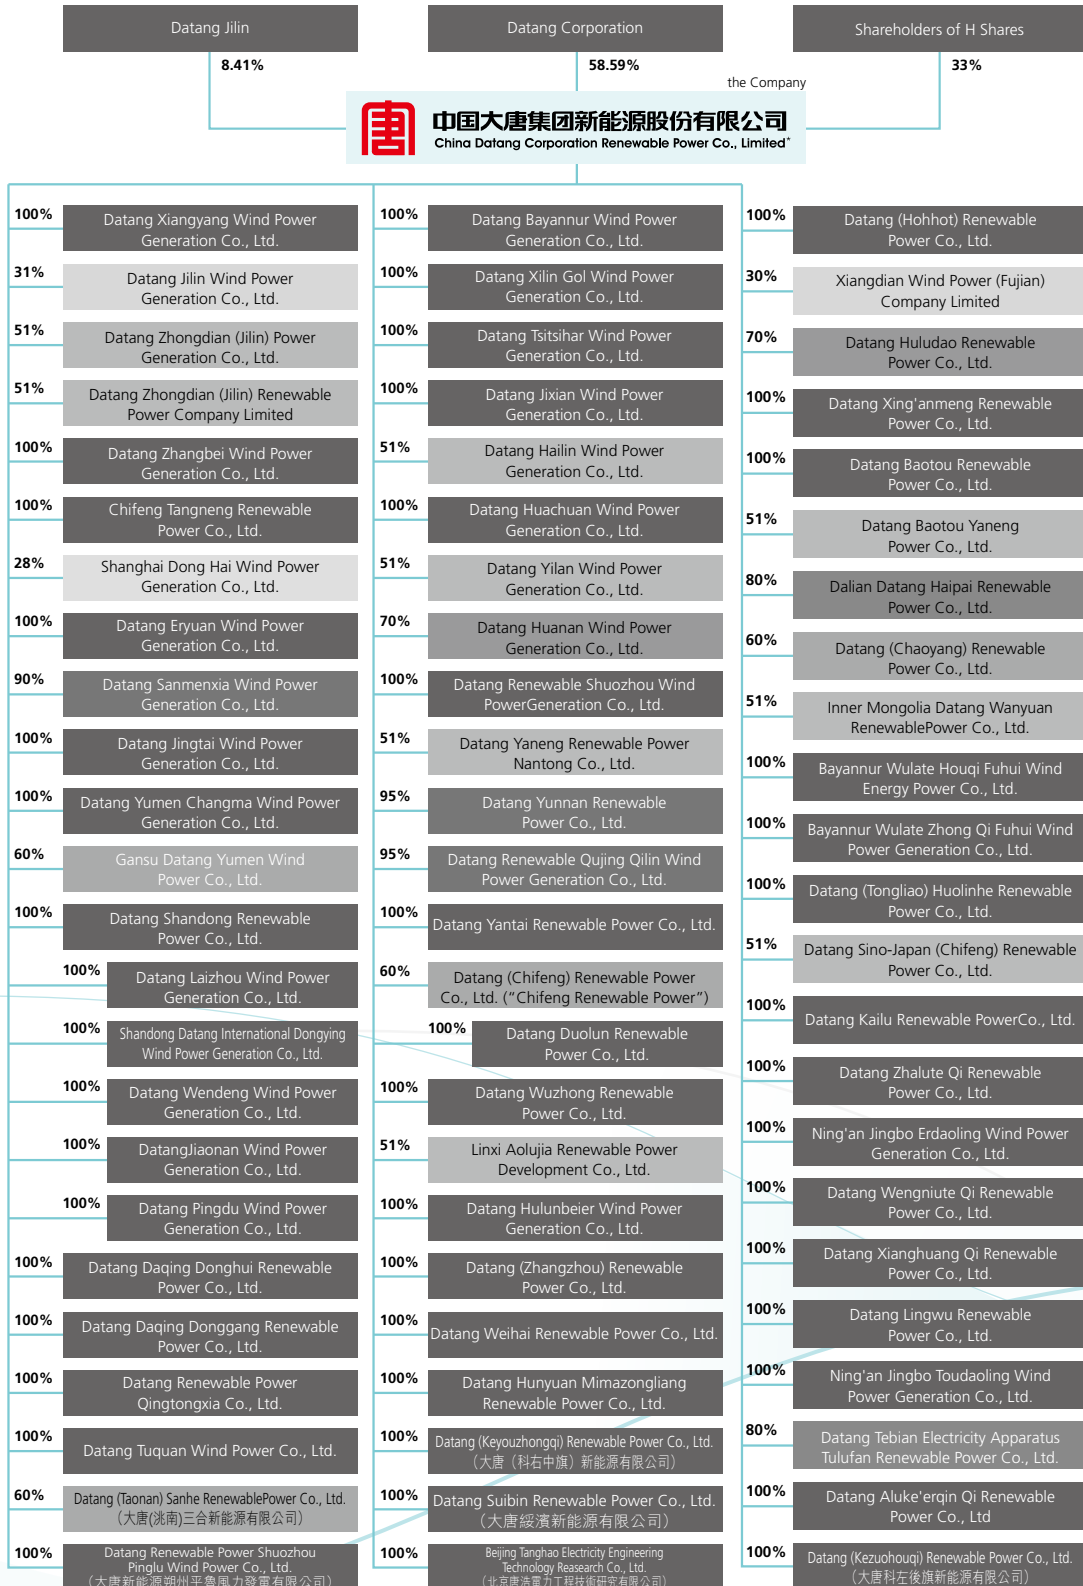 Datang Jilin
Datang Corporation
Shareholders of H Shares
8.41%
58.59%
33%
the Company
中国大唐集团新能源股份有限公司
China Datang Corporation Renewable Power Co., Limited*
100%
Datang Xiangyang Wind Power
Generation Co., Ltd.
31%
Datang Jilin Wind Power
Generation Co., Ltd.
51%
Datang Zhongdian (Jilin) Power
Generation Co., Ltd.
51%
Datang Zhongdian (Jilin) Renewable
Power Company Limited
100%
Datang Zhangbei Wind Power
Generation Co., Ltd.
100%
Chifeng Tangneng Renewable
Power Co., Ltd.
28%
Shanghai Dong Hai Wind Power
Generation Co., Ltd.
100%
Datang Eryuan Wind Power
Generation Co., Ltd.
90%
Datang Sanmenxia Wind Power
Generation Co., Ltd.
100%
Datang Jingtai Wind Power
Generation Co., Ltd.
100%
Datang Yumen Changma Wind Power
Generation Co., Ltd.
60%
Gansu Datang Yumen Wind
Power Co., Ltd.
100%
Datang Shandong Renewable
Power Co., Ltd.
100%
Datang Laizhou Wind Power
Generation Co., Ltd.
100%
Shandong Datang International Dongying
Wind Power Generation Co., Ltd.
100%
Datang Wendeng Wind Power
Generation Co., Ltd.
100%
DatangJiaonan Wind Power
Generation Co., Ltd.
100%
Datang Pingdu Wind Power
Generation Co., Ltd.
100%
Datang Daqing Donghui Renewable
Power Co., Ltd.
100%
Datang Daqing Donggang Renewable
Power Co., Ltd.
100%
Datang Renewable Power
Qingtongxia Co., Ltd.
100%
Datang Tuquan Wind Power Co., Ltd.
60%
Datang (Taonan) Sanhe RenewablePower Co., Ltd.
（大唐(洮南)三合新能源有限公司）
100%
Datang Renewable Power Shuozhou
Pinglu Wind Power Co., Ltd.
（大唐新能源朔州平魯風力發電有限公司）
100%
Datang Bayannur Wind Power
Generation Co., Ltd.
100%
Datang Xilin Gol Wind Power
Generation Co., Ltd.
100%
Datang Tsitsihar Wind Power
Generation Co., Ltd.
100%
Datang Jixian Wind Power
Generation Co., Ltd.
51%
Datang Hailin Wind Power
Generation Co., Ltd.
100%
Datang Huachuan Wind Power
Generation Co., Ltd.
51%
Datang Yilan Wind Power
Generation Co., Ltd.
70%
Datang Huanan Wind Power
Generation Co., Ltd.
100%
Datang Renewable Shuozhou Wind
PowerGeneration Co., Ltd.
51%
Datang Yaneng Renewable Power
Nantong Co., Ltd.
95%
Datang Yunnan Renewable
Power Co., Ltd.
95%
Datang Renewable Qujing Qilin Wind
Power Generation Co., Ltd.
100%
Datang Yantai Renewable Power Co., Ltd.
60%
Datang (Chifeng) Renewable Power
Co., Ltd. (“Chifeng Renewable Power”)
100%
Datang Duolun Renewable
Power Co., Ltd.
100%
Datang Wuzhong Renewable
Power Co., Ltd.
51%
Linxi Aolujia Renewable Power
Development Co., Ltd.
100%
Datang Hulunbeier Wind Power
Generation Co., Ltd.
100%
Datang (Zhangzhou) Renewable
Power Co., Ltd.
100%
Datang Weihai Renewable Power Co., Ltd.
100%
Datang Hunyuan Mimazongliang
Renewable Power Co., Ltd.
100%
Datang (Keyouzhongqi) Renewable Power Co., Ltd.
（大唐（科右中旗）新能源有限公司）
100%
Datang Suibin Renewable Power Co., Ltd.
（大唐綏濱新能源有限公司）
100%
Beijing Tanghao Electricity Engineering
Technology Reasearch Co., Ltd.
（北京唐浩電力工程技術研究有限公司）
100%
Datang (Hohhot) Renewable
Power Co., Ltd.
30%
Xiangdian Wind Power (Fujian)
Company Limited
70%
Datang Huludao Renewable
Power Co., Ltd.
100%
Datang Xing'anmeng Renewable
Power Co., Ltd.
100%
Datang Baotou Renewable
Power Co., Ltd.
51%
Datang Baotou Yaneng
Power Co., Ltd.
80%
Dalian Datang Haipai Renewable
Power Co., Ltd.
60%
Datang (Chaoyang) Renewable
Power Co., Ltd.
51%
Inner Mongolia Datang Wanyuan
RenewablePower Co., Ltd.
100%
Bayannur Wulate Houqi Fuhui Wind
Energy Power Co., Ltd.
100%
Bayannur Wulate Zhong Qi Fuhui Wind
Power Generation Co., Ltd.
100%
Datang (Tongliao) Huolinhe Renewable
Power Co., Ltd.
51%
Datang Sino-Japan (Chifeng) Renewable
Power Co., Ltd.
100%
Datang Kailu Renewable PowerCo., Ltd.
100%
Datang Zhalute Qi Renewable
Power Co., Ltd.
100%
Ning'an Jingbo Erdaoling Wind Power
Generation Co., Ltd.
100%
Datang Wengniute Qi Renewable
Power Co., Ltd.
100%
Datang Xianghuang Qi Renewable
Power Co., Ltd.
100%
Datang Lingwu Renewable
Power Co., Ltd.
100%
Ning'an Jingbo Toudaoling Wind
Power Generation Co., Ltd.
80%
Datang Tebian Electricity Apparatus
Tulufan Renewable Power Co., Ltd.
100%
Datang Aluke'erqin Qi Renewable
Power Co., Ltd
100%
Datang (Kezuohouqi) Renewable Power Co., Ltd.
（大唐科左後旗新能源有限公司）